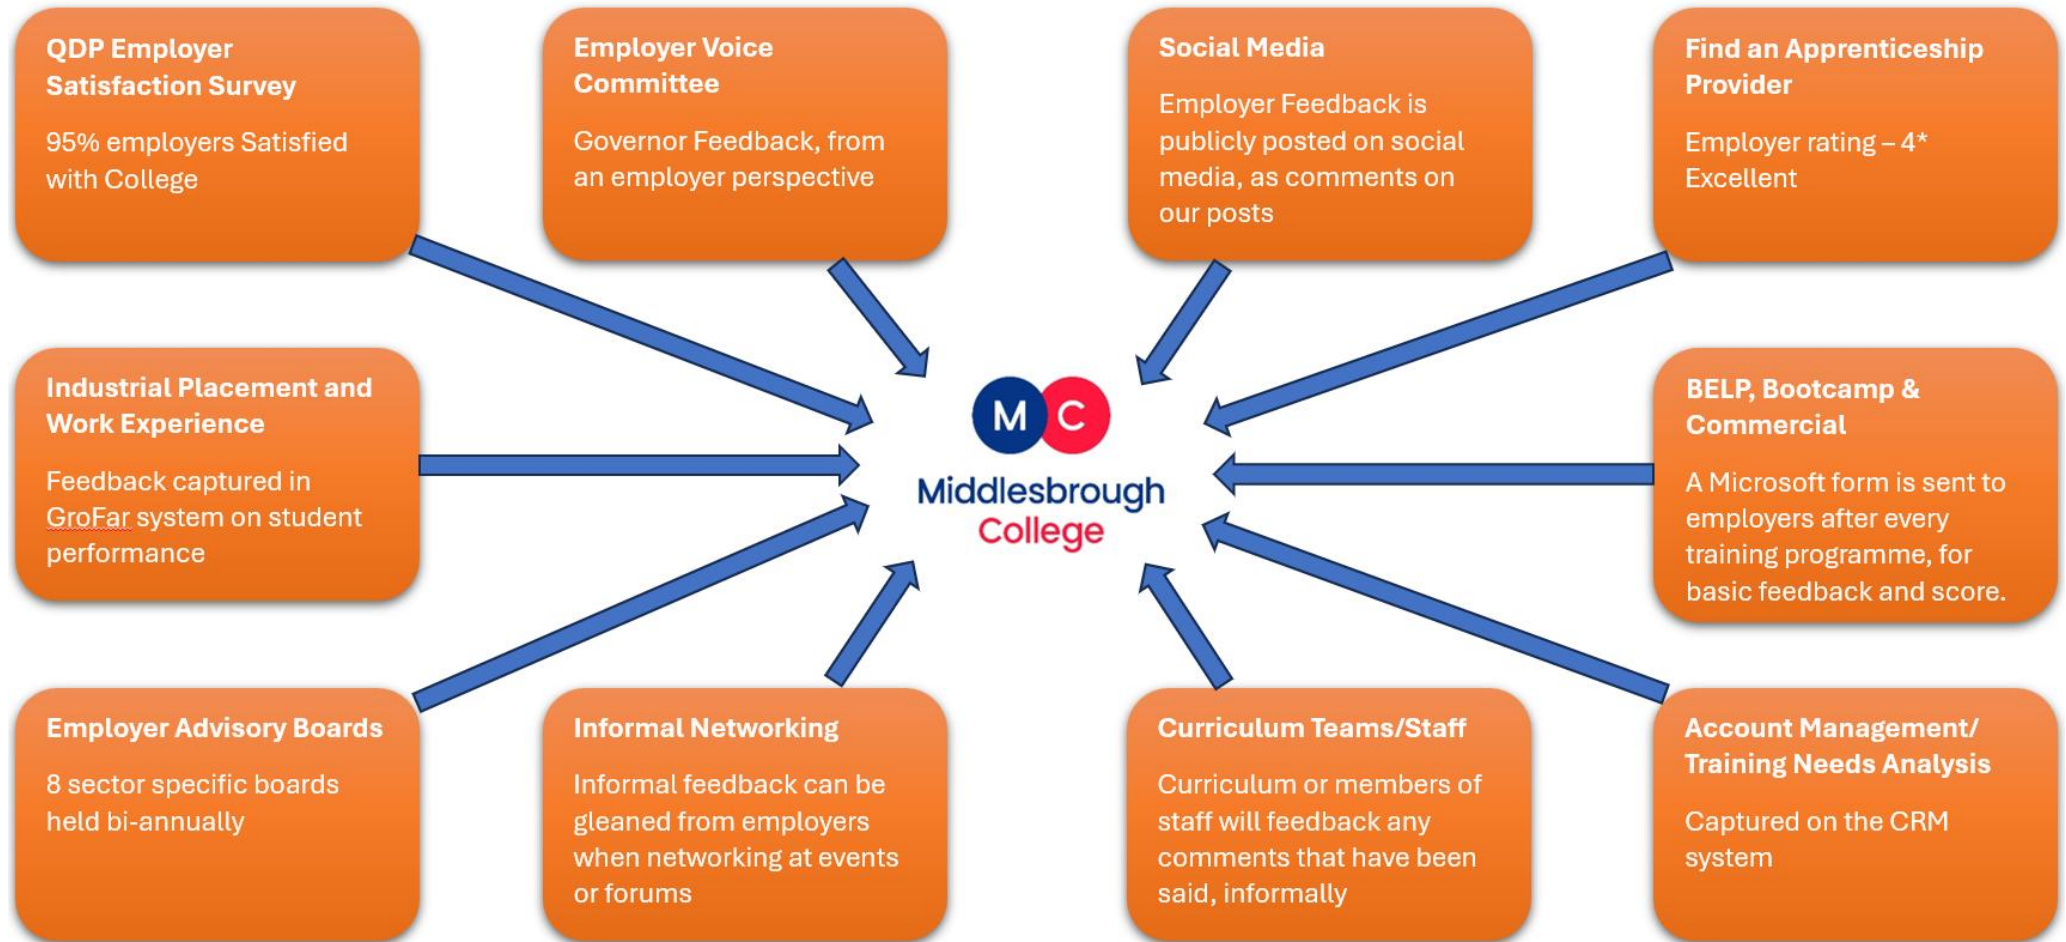 QDP Employer
Satisfaction Survey
95% employers Satisfied
with College
Employer Voice
Committee
Governor Feedback, from
an employer perspective
Social Media
Employer Feedback is
publicly posted on social
media, as comments on
our posts
Find an Apprenticeship
Provider
Employer rating – 4*
Excellent
Industrial Placement and
Work Experience
Feedback captured in
GroFar system on student
performance
M C
Middlesbrough
College
BELP, Bootcamp &
Commercial
A Microsoft form is sent to
employers after every
training programme, for
basic feedback and score.
Employer Advisory Boards
8 sector specific boards
held bi-annually
Informal Networking
Informal feedback can be
gleaned from employers
when networking at events
or forums
Curriculum Teams/Staff
Curriculum or members of
staff will feedback any
comments that have been
said, informally
Account Management/
Training Needs Analysis
Captured on the CRM
system